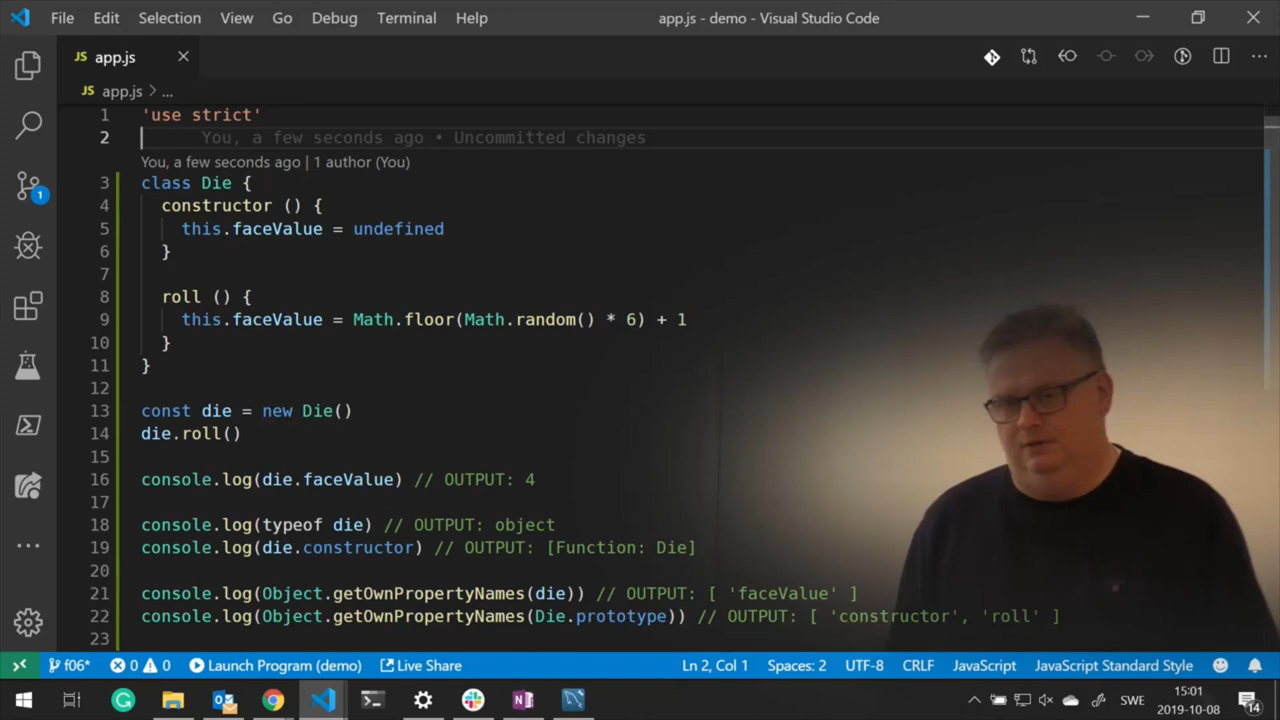 File Edit Selection View Go Debug Terminal Help app.js - demo - Visual Studio Code
JS app.js
JS app.js > ...
1 'use strict'
2 You, a few seconds ago • Uncommitted changes
You, a few seconds ago | 1 author (You)
3 class Die {
4 constructor () {
5 this.faceValue = undefined
6 }
7
8 roll () {
9 this.faceValue = Math.floor(Math.random() * 6) + 1
10 }
11 }
12
13 const die = new Die()
14 die.roll()
15
16 console.log(die.faceValue) // OUTPUT: 4
17
18 console.log(typeof die) // OUTPUT: object
19 console.log(die.constructor) // OUTPUT: [Function: Die]
20
21 console.log(Object.getOwnPropertyNames(die)) // OUTPUT: [ 'faceValue' ]
22 console.log(Object.getOwnPropertyNames(Die.prototype)) // OUTPUT: [ 'constructor', 'roll' ]
23
1
f06* 0 0 Launch Program (demo) Live Share Ln 2, Col 1 Spaces: 2 UTF-8 CRLF JavaScript JavaScript Standard Style
SWE 15:01
2019-10-08 14